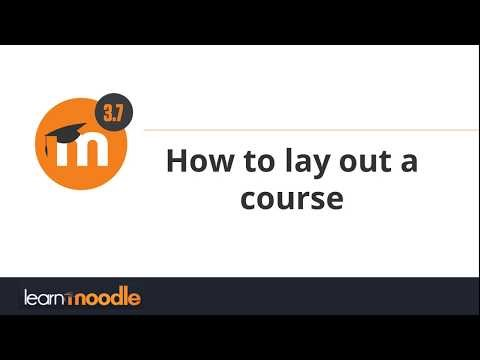 3.7
m
How to lay out a
course
learn moodle